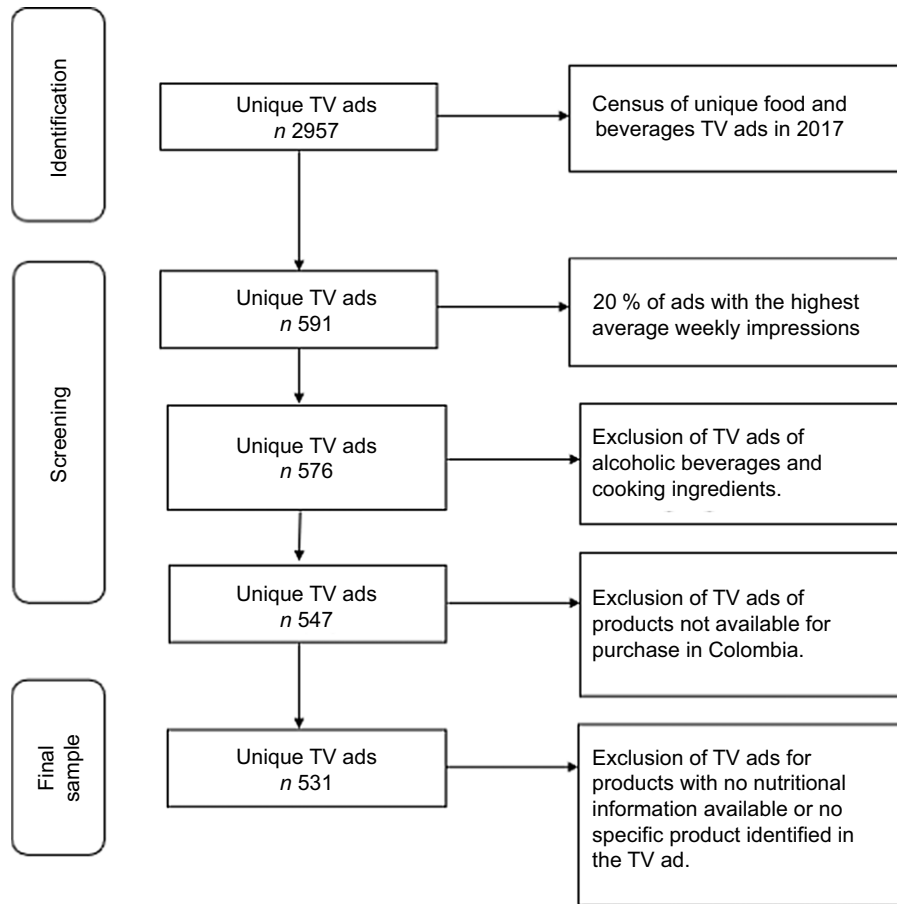 Identification
Unique TV ads
n 2957
Census of unique food and
beverages TV ads in 2017
Screening
Unique TV ads
n 591
20 % of ads with the highest
average weekly impressions
Unique TV ads
n 576
Exclusion of TV ads of
alcoholic beverages and
cooking ingredients.
Unique TV ads
n 547
Exclusion of TV ads of
products not available for
purchase in Colombia.
Final
sample
Unique TV ads
n 531
Exclusion of TV ads for
products with no nutritional
information available or no
specific product identified in
the TV ad.